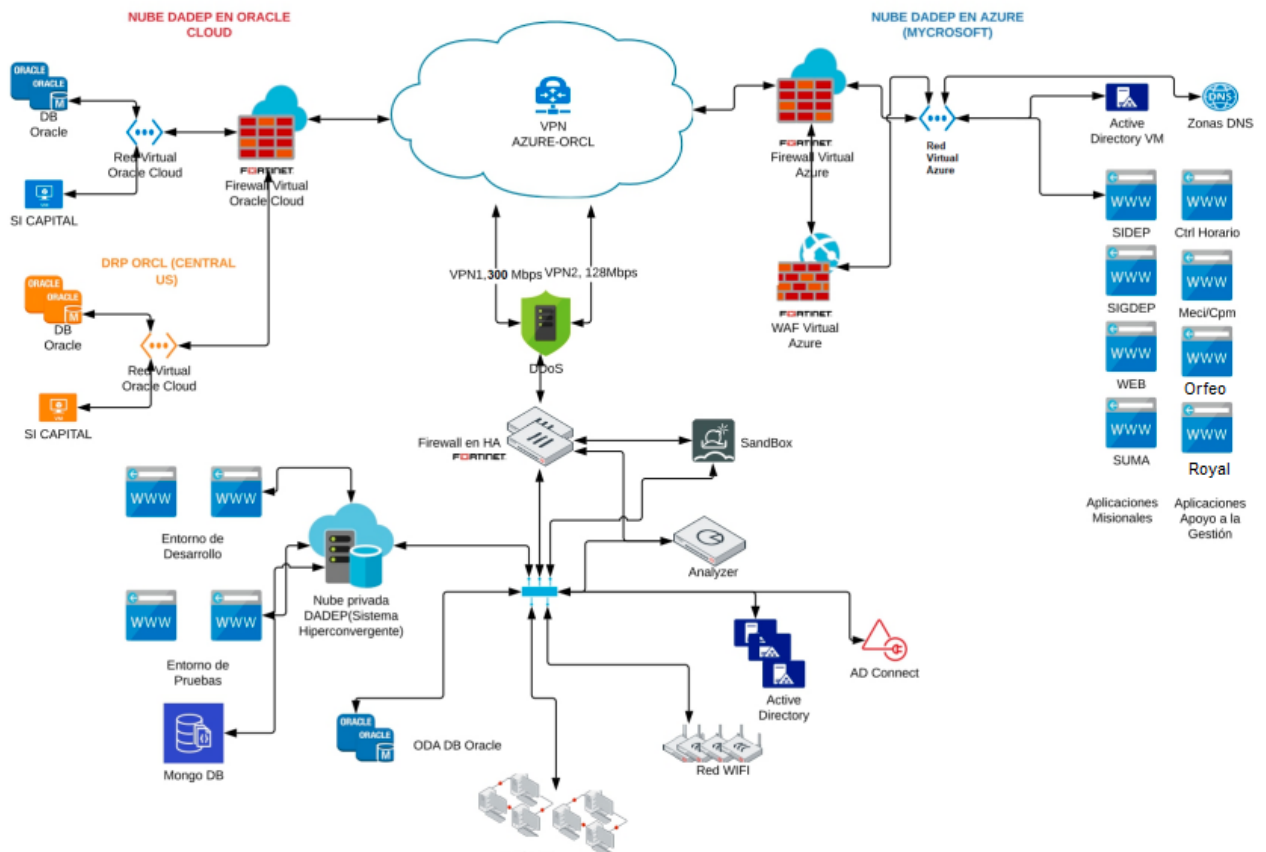 NUBE DADEP EN ORACLE
CLOUD
NUBE DADEP EN AZURE
(MYCROSOFT)
ORACLE
ORACLE
M
DB
Oracle
Red Virtual
Oracle Cloud
FORTINET
Firewall Virtual
Oracle Cloud
SI CAPITAL
VPN
AZURE-ORCL
FORTINET
Firewall Virtual
Azure
Red
Virtual
Azure
Active
Directory VM
DNS
Zonas DNS
DRP ORCL (CENTRAL
US)
ORACLE
ORACLE
M
DB
Oracle
Red Virtual
Oracle Cloud
SI CAPITAL
VPN1,300 Mbps
VPN2, 128Mbps
DDoS
FORTINET
WAF Virtual
Azure
WWW
SIDEP
WWW
Ctrl Horario
WWW
SIGDEP
WWW
Meci/Cpm
WWW
WEB
WWW
Orfeo
WWW
SUMA
WWW
Royal
Aplicaciones
Misionales
Aplicaciones
Apoyo a la
Gestión
Firewall en HA
FORTINET
SandBox
Analyzer
WWW
WWW
Entorno de
Desarrollo
WWW
WWW
Entorno de
Pruebas
Nube privada
DADEP(Sistema
Hiperconvergente)
Mongo DB
ORACLE
ORACLE
M
ODA DB Oracle
Red WIFI
Active
Directory
AD Connect